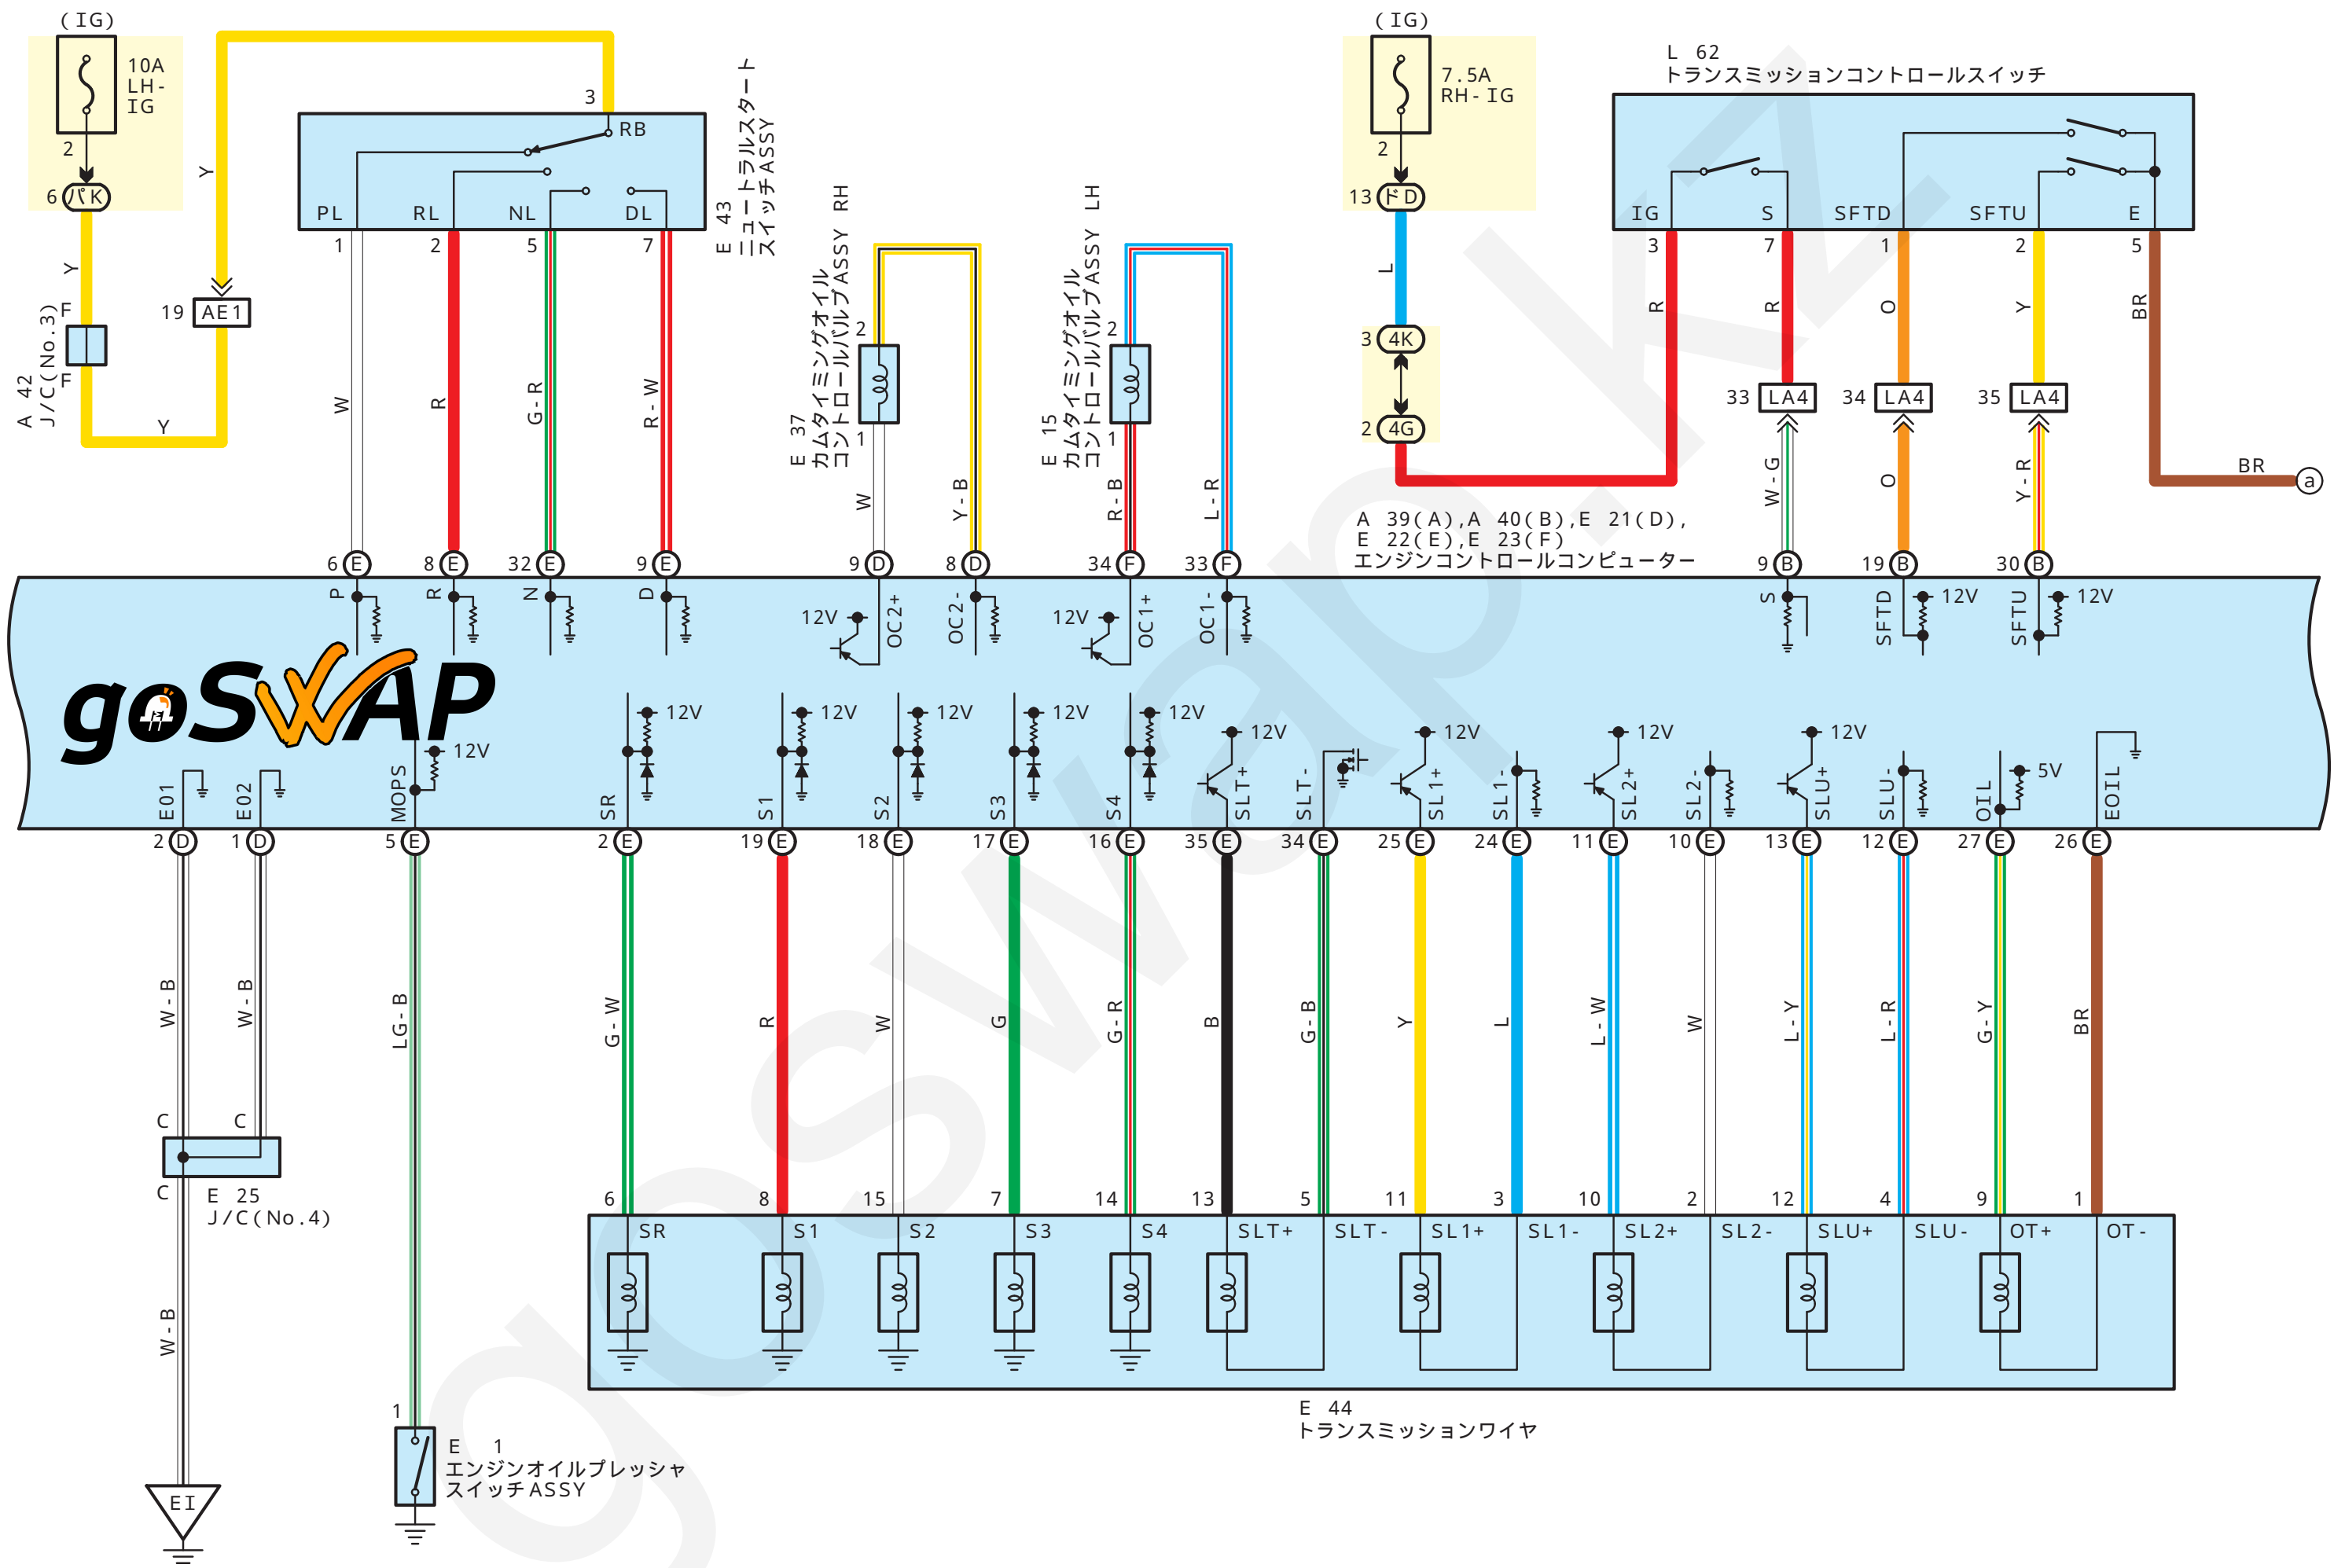 (IG)
10A
LH-
IG
2
6
パK
Y
F
F
A 42
J/C(No.3)
Y
Y
19
AE1
3
RB
PL
RL
NL
DL
1
2
5
7
E 43
ニュートラルスタート
スイッチASSY
W
R
G-R
R-W
E 37
カムタイミングオイル
コントロールバルブASSY RH
2
1
W
Y-B
E 15
カムタイミングオイル
コントロールバルブASSY LH
2
1
R-B
L-R
(IG)
7.5A
RH-IG
2
13
ドD
L
3
4K
2
4G
L 62
トランスミッションコントロールスイッチ
IG
S
SFTD
SFTU
E
3
7
1
2
5
R
R
O
Y
BR
33
LA4
34
LA4
35
LA4
W-G
O
Y-R
BR
a
A 39(A),A 40(B),E 21(D),
E 22(E),E 23(F)
エンジンコントロールコンピューター
6
E
8
E
32
E
9
E
9
D
8
D
34
F
33
F
9
B
19
B
30
B
P
R
N
D
12V
OC2+
OC2-
12V
OC1+
OC1-
S
SFTD
12V
SFTU
12V
goSWAP
E01
E02
MOPS
12V
SR
12V
S1
12V
S2
12V
S3
12V
S4
12V
SLT+
12V
SLT-
SL1+
12V
SL1-
SL2+
12V
SL2-
SLU+
12V
SLU-
OIL
5V
EOIL
2
D
1
D
5
E
2
E
19
E
18
E
17
E
16
E
35
E
34
E
25
E
24
E
11
E
10
E
13
E
12
E
27
E
26
E
W-B
W-B
LG-B
G-W
R
W
G
G-R
B
G-B
Y
L
L-W
W
L-Y
L-R
G-Y
BR
C
C
C
E 25
J/C(No.4)
W-B
EI
1
E 1
エンジンオイルプレッシャ
スイッチASSY
6
8
15
7
14
13
5
11
3
10
2
12
4
9
1
SR
S1
S2
S3
S4
SLT+
SLT-
SL1+
SL1-
SL2+
SL2-
SLU+
SLU-
OT+
OT-
E 44
トランスミッションワイヤ
goswap.kz